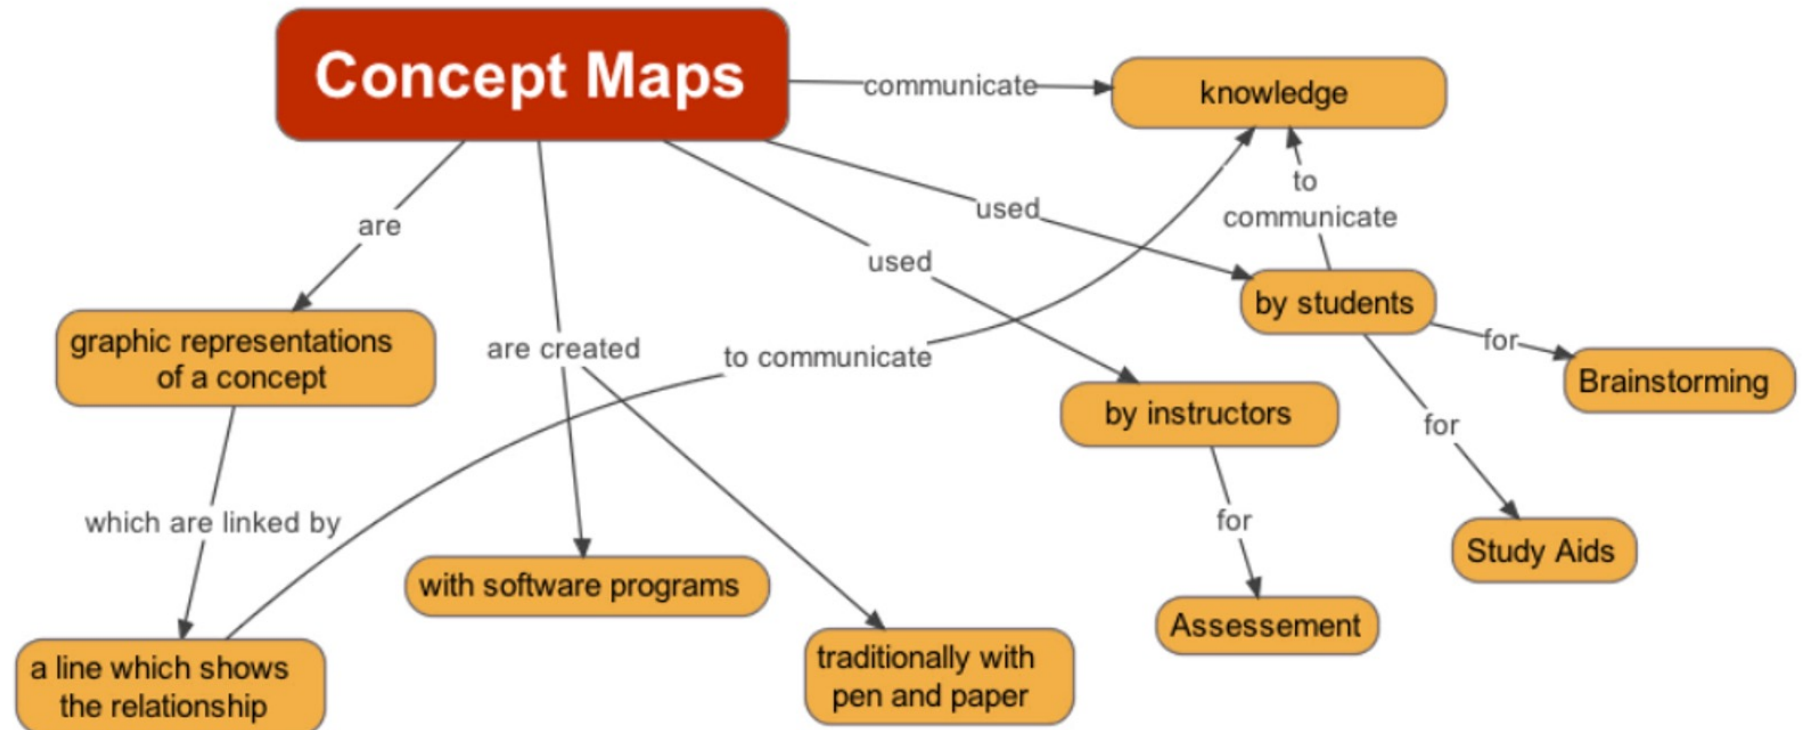 Concept Maps
communicate
knowledge
to
communicate
are
used
used
by students
for
Brainstorming
graphic representations
of a concept
are created
to communicate
by instructors
for
which are linked by
for
Study Aids
with software programs
Assessement
a line which shows
the relationship
traditionally with
pen and paper